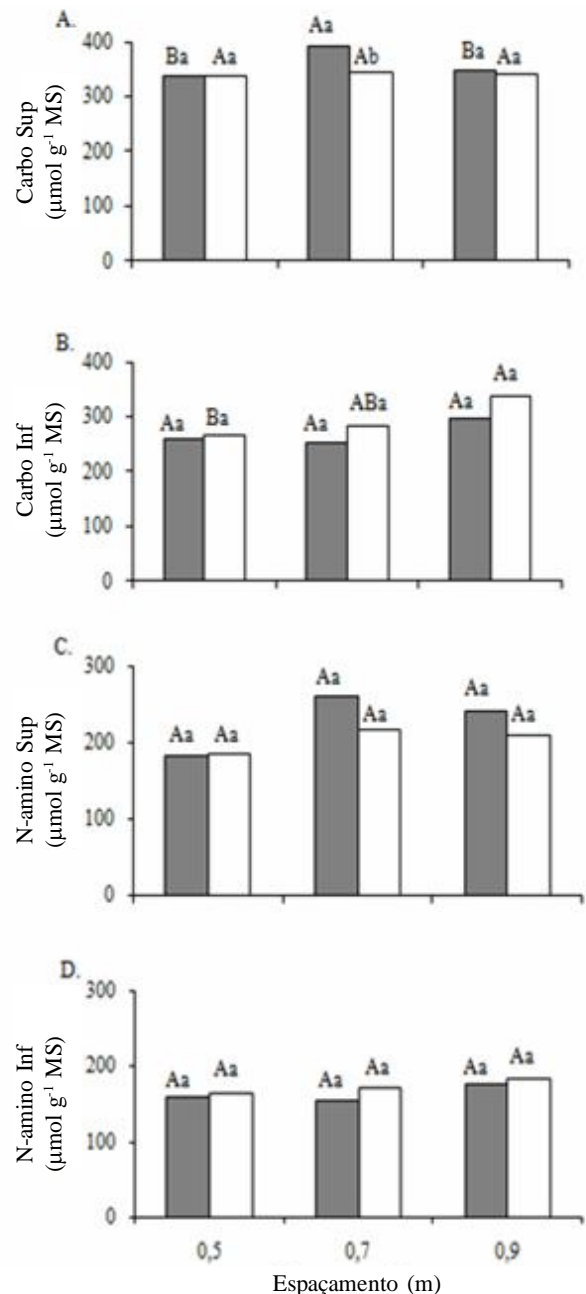 A.
Carbo Sup
(µmol g-1 MS)
400
300
200
100
0
Ba Aa Aa Ab Ba Aa
B.
Carbo Inf
(µmol g-1 MS)
400
300
200
100
0
Aa Ba Aa ABa Aa Aa
C.
N-amino Sup
(µmol g-1 MS)
300
200
100
0
Aa Aa Aa Aa Aa Aa
D.
N-amino Inf
(µmol g-1 MS)
300
200
100
0
Aa Aa Aa Aa Aa Aa
0,5 0,7 0,9
Espaçamento (m)